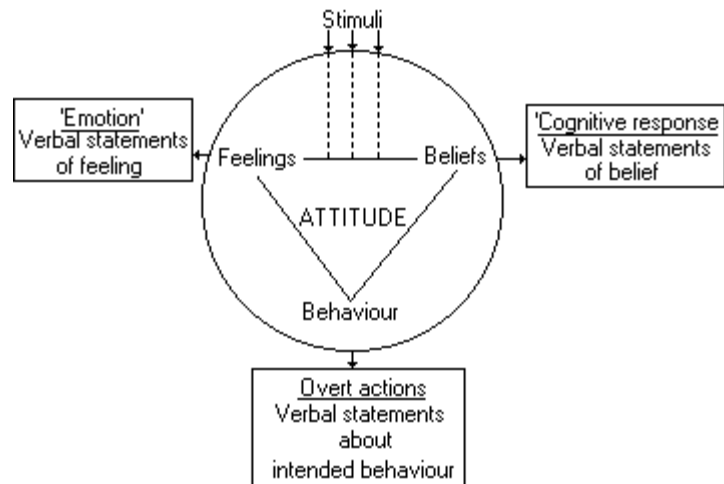 Stimuli
'Emotion'
Verbal statements
of feeling
Feelings
Beliefs
'Cognitive response
Verbal statements
of belief
ATTITUDE
Behaviour
Overt actions
Verbal statements
about
intended behaviour